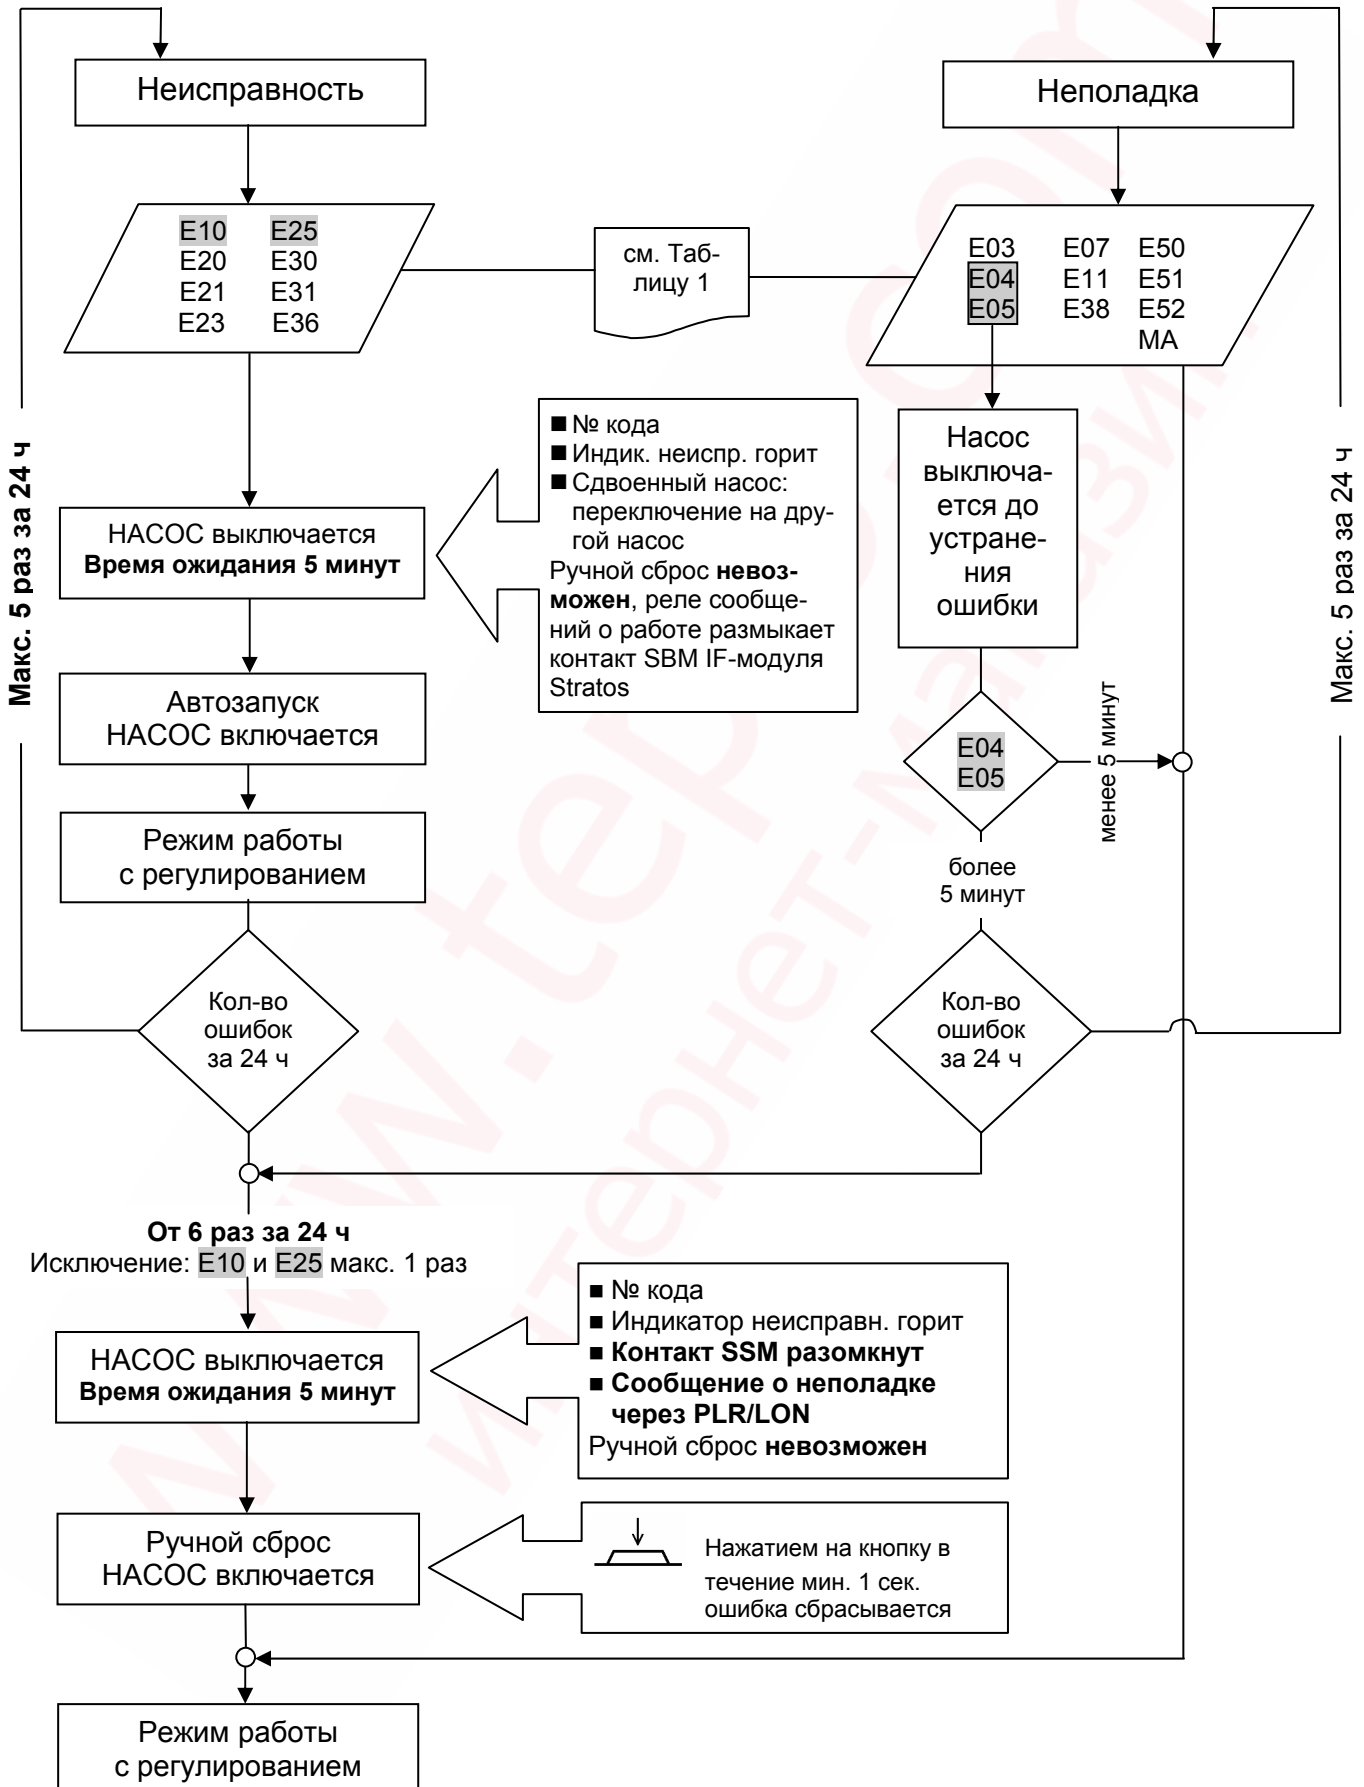 Неисправность
Неполадка
E10 E25
E20 E30
E21 E31
E23 E36
см. Таб-
лицу 1
E03 E07 E50
E04 E11 E51
E05 E38 E52
MA
Макс. 5 раз за 24 ч
■ № кода
■ Индик. неиспр. горит
■ Сдвоенный насос:
переключение на дру-
гой насос
Ручной сброс невоз-
можен, реле сообще-
ний о работе размыкает
контакт SBM IF-модуля
Stratos
Насос
выключа-
ется до
устране-
ния
ошибки
Макс. 5 раз за 24 ч
НАСОС выключается
Время ожидания 5 минут
Автозапуск
НАСОС включается
E04
E05
менее 5 минут
Режим работы
с регулированием
более
5 минут
Кол-во
ошибок
за 24 ч
Кол-во
ошибок
за 24 ч
От 6 раз за 24 ч
Исключение: E10 и E25 макс. 1 раз
НАСОС выключается
Время ожидания 5 минут
■ № кода
■ Индикатор неисправн. горит
■ Контакт SSM разомкнут
■ Сообщение о неполадке
через PLR/LON
Ручной сброс невозможен
Ручной сброс
НАСОС включается
Нажатием на кнопку в
течение мин. 1 сек.
ошибка сбрасывается
Режим работы
с регулированием